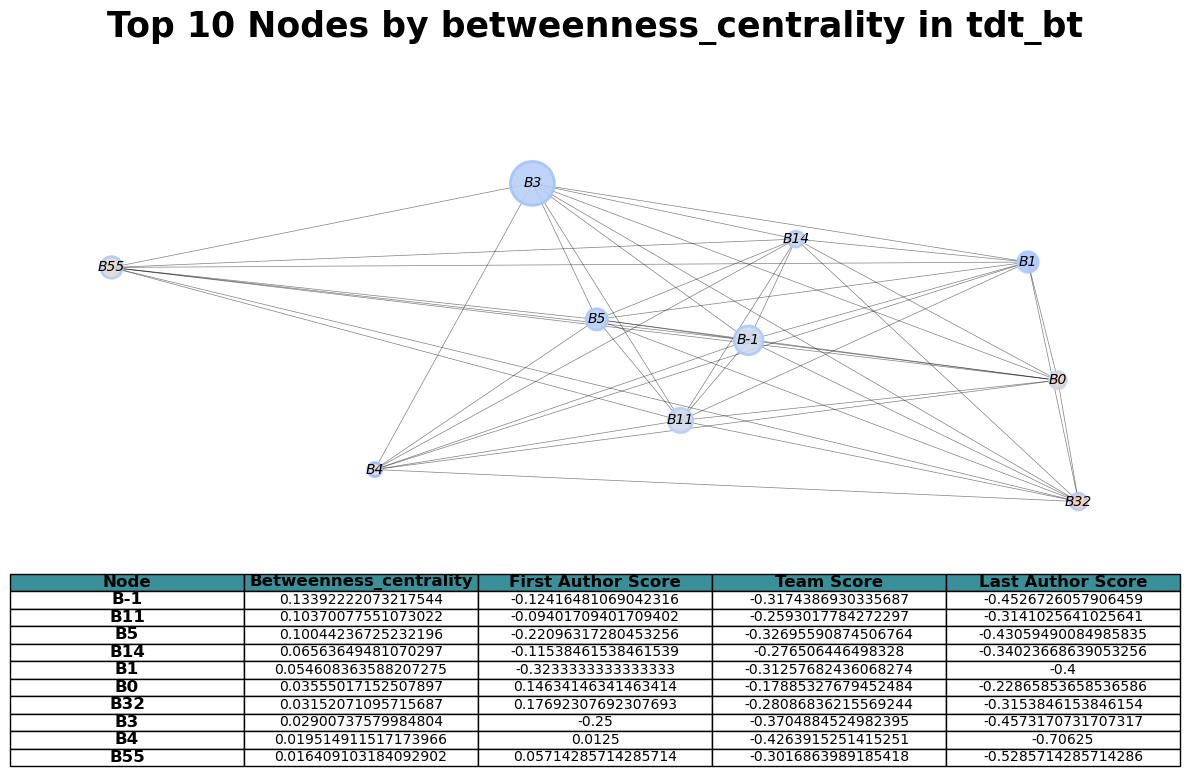 Top 10 Nodes by betweenness_centrality in tdt_bt
B3
B14
B1
B55
B5
B-1
B0
B11
B4
B32
Node Betweenness_centrality First Author Score Team Score Last Author Score
B-1 0.13392222073217544 -0.12416481069042316 -0.3174386930335687 -0.4526726057906459
B11 0.10370077551073022 -0.09401709401709402 -0.2593017784272297 -0.3141025641025641
B5 0.10044236725232196 -0.22096317280453256 -0.32695590874506764 -0.43059490084985835
B14 0.06563649481070297 -0.11538461538461539 -0.276506446498328 -0.34023668639053256
B1 0.054608363588207275 -0.3233333333333333 -0.31257682436068274 -0.4
B0 0.03555017152507897 0.14634146341463414 -0.17885327679452484 -0.22865853658536586
B32 0.03152071095715687 0.17692307692307693 -0.28086836215569244 -0.3153846153846154
B3 0.02900737579984804 -0.25 -0.3704884524982395 -0.4573170731707317
B4 0.019514911517173966 0.0125 -0.4263915251415251 -0.70625
B55 0.016409103184092902 0.05714285714285714 -0.3016863989185418 -0.5285714285714286